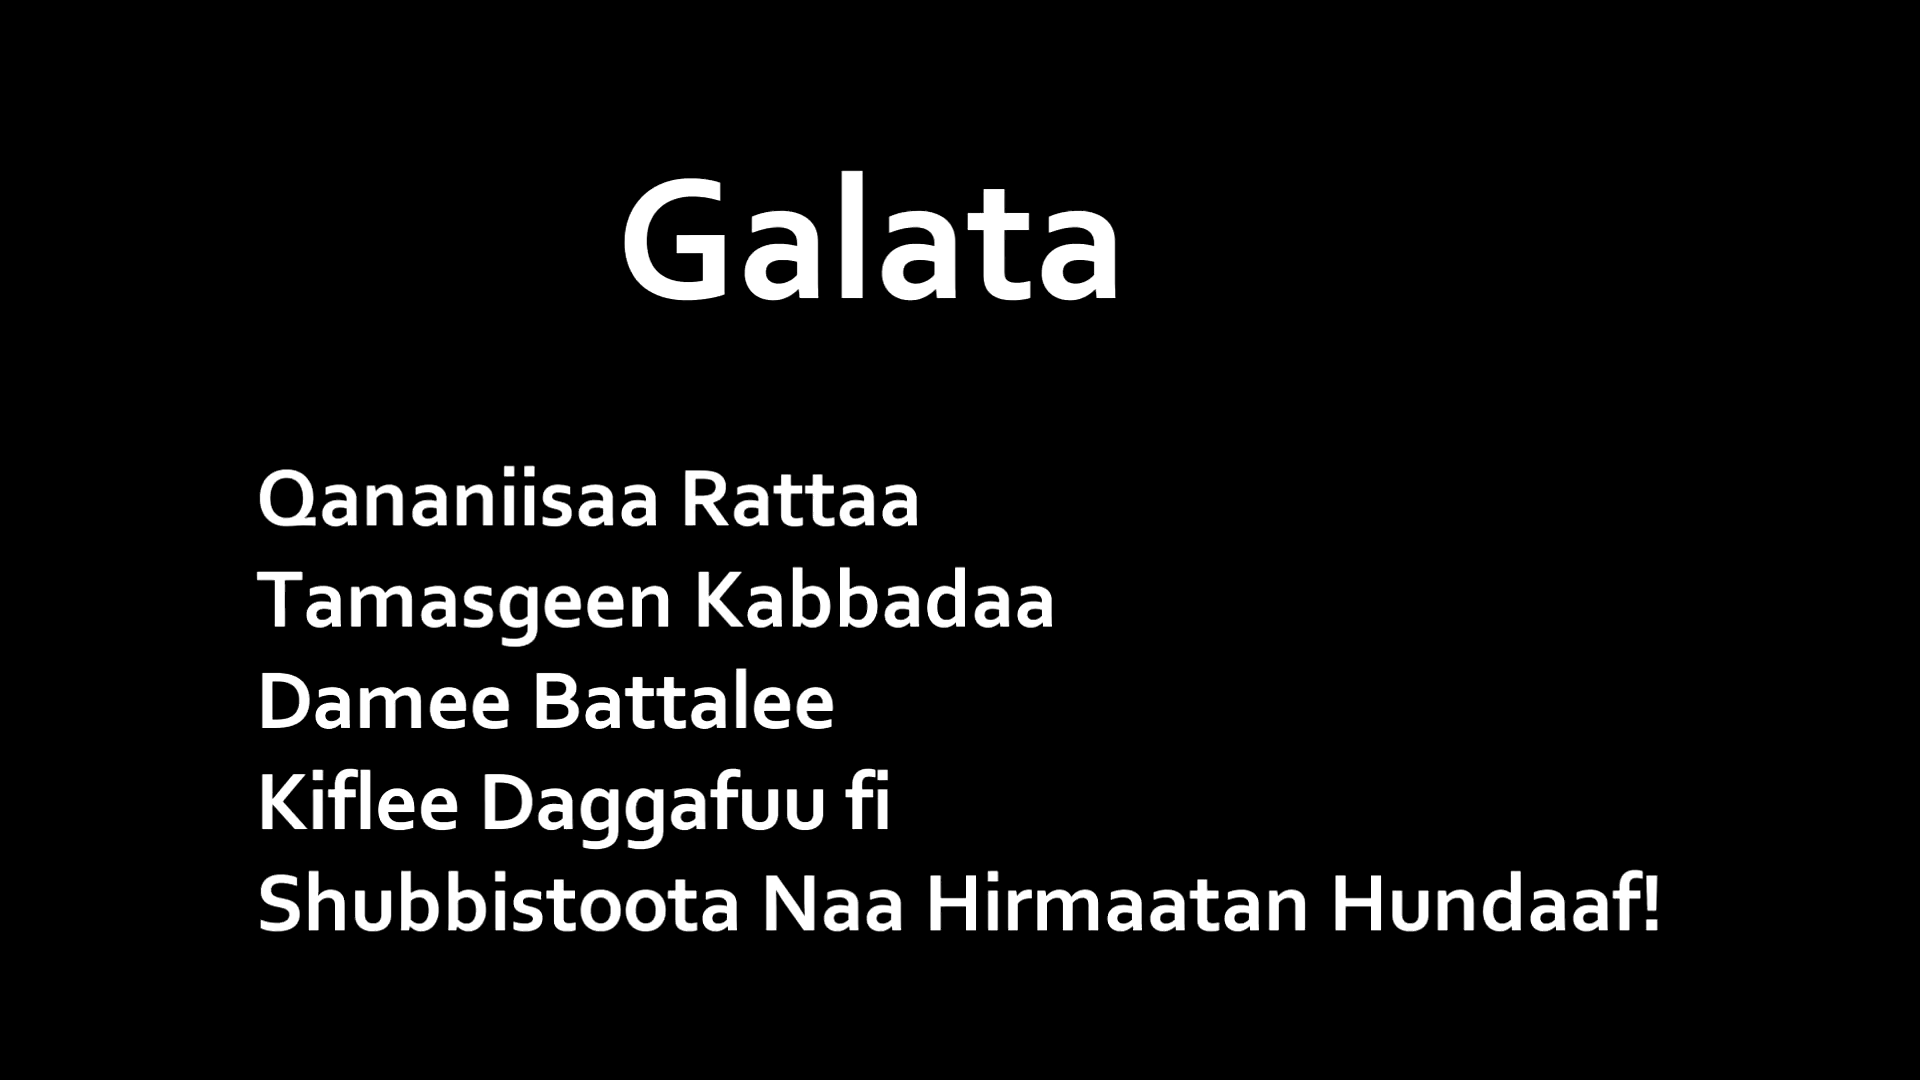 Galata
Qananiisaa Rattaa
Tamasgeen Kabbadaa
Damee Battalee
Kiflee Daggafuu fi
Shubbistoota Naa Hirmaatan Hundaaf!